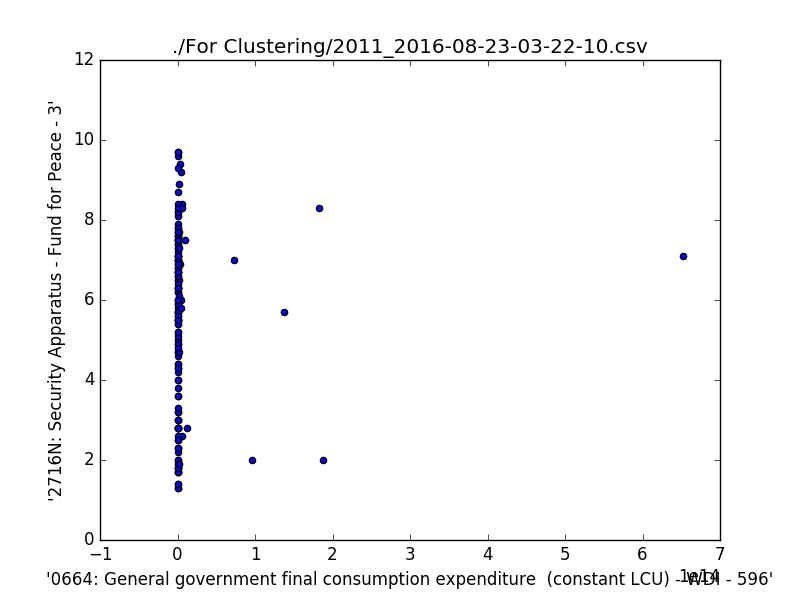 ./For Clustering/2011_2016-08-23-03-22-10.csv
'2716N: Security Apparatus - Fund for Peace - 3'
12
10
8
6
4
2
0
−1 0 1 2 3 4 5 6 7
1e14
'0664: General government final consumption expenditure  (constant LCU) - WDI - 596'